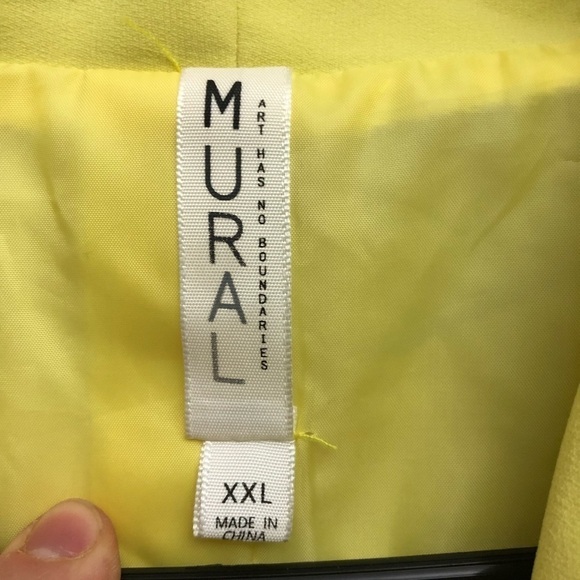 MURAL
ART HAS NO BOUNDARIES
XXL
MADE IN
CHINA